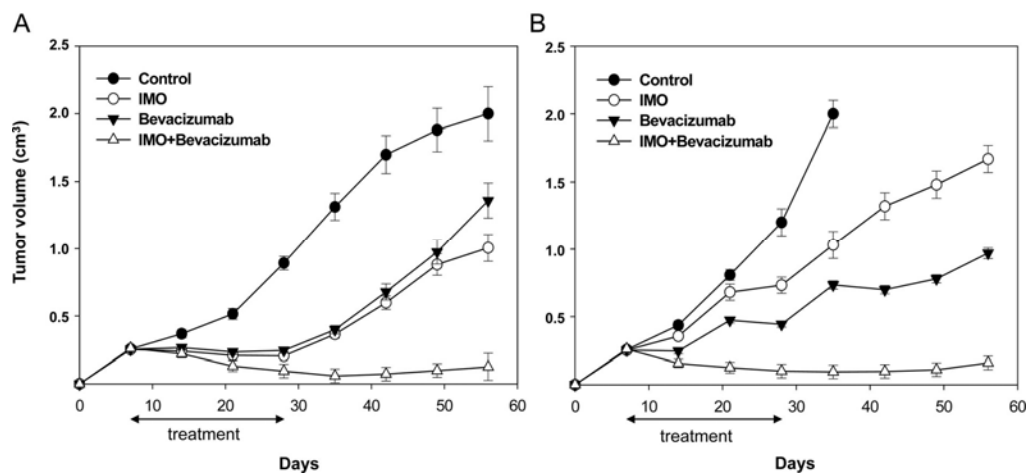 A
Tumor volume (cm³)
2.5
2.0
1.5
1.0
0.5
Control
IMO
Bevacizumab
IMO+Bevacizumab
0 10 20 30 40 50 60
treatment
Days
B
2.5
2.0
1.5
1.0
0.5
Control
IMO
Bevacizumab
IMO+Bevacizumab
0 10 20 30 40 50 60
treatment
Days